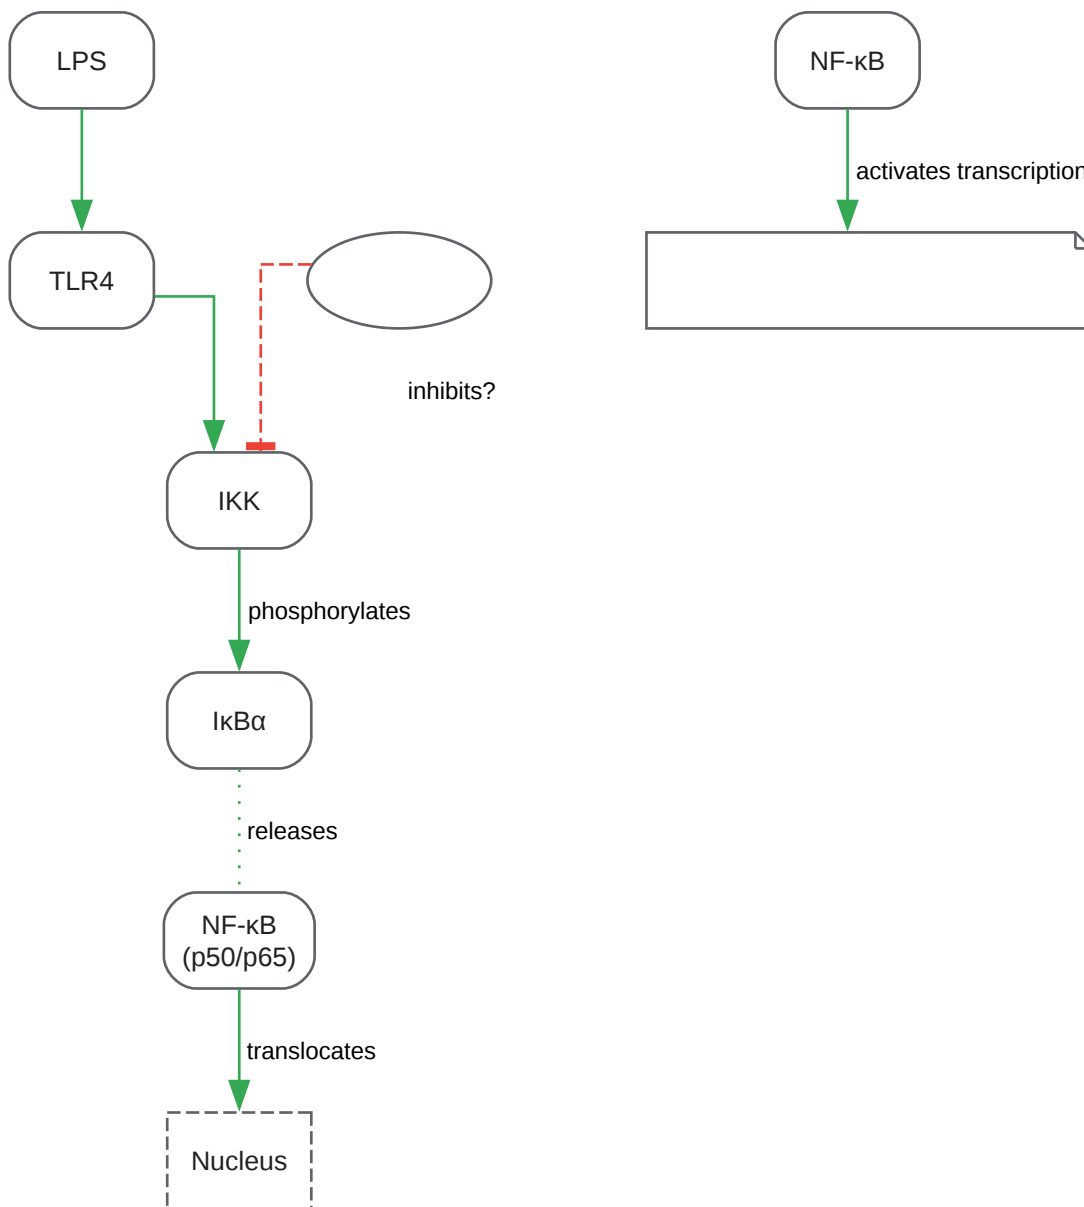 LPS
NF-κB
activates transcription
TLR4
inhibits?
IKK
phosphorylates
IκBα
releases
NF-κB
(p50/p65)
translocates
Nucleus